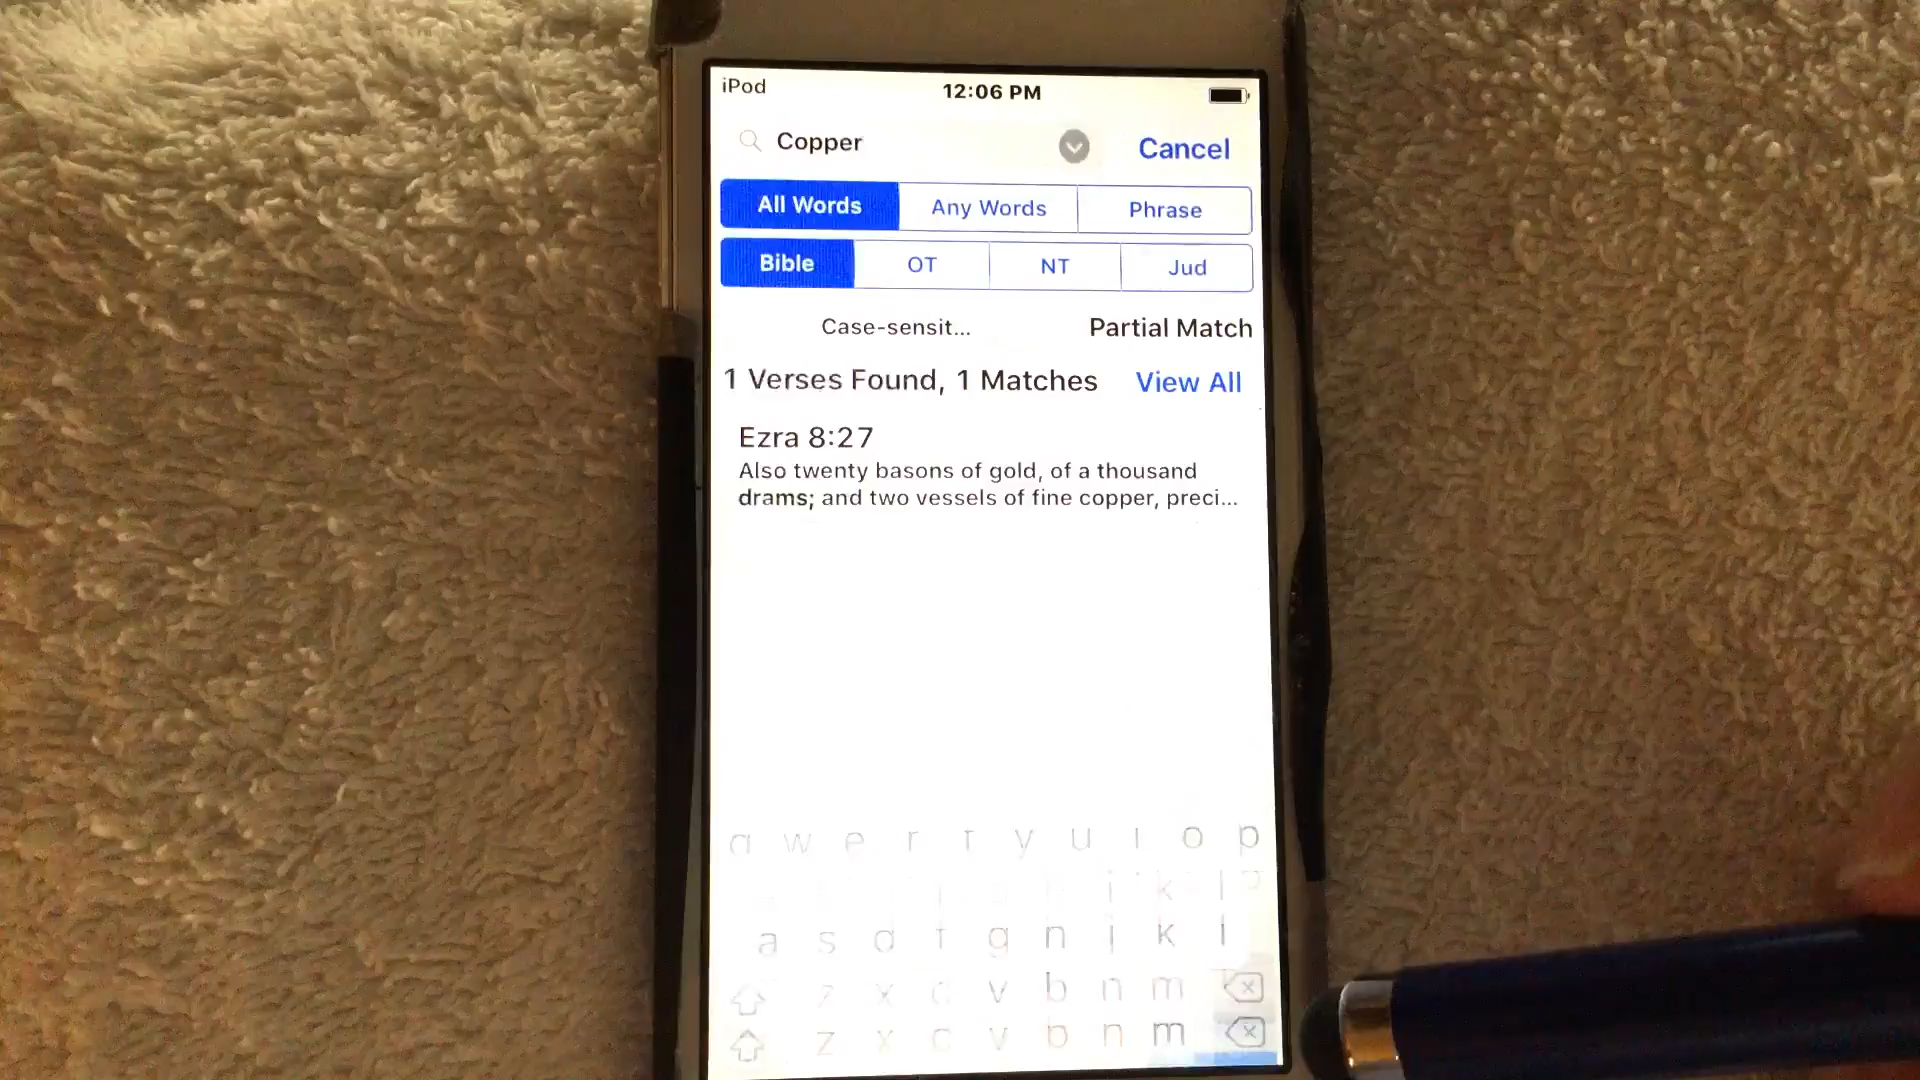 iPod 12:06 PM
Copper Cancel
All Words Any Words Phrase
Bible OT NT Jud
Case-sensit... Partial Match
1 Verses Found, 1 Matches View All
Ezra 8:27
Also twenty basons of gold, of a thousand
drams; and two vessels of fine copper, preci...
q w e r t y u i o p
j k l
a s d f g h j k l
z x c v b n m
z x c v b n m